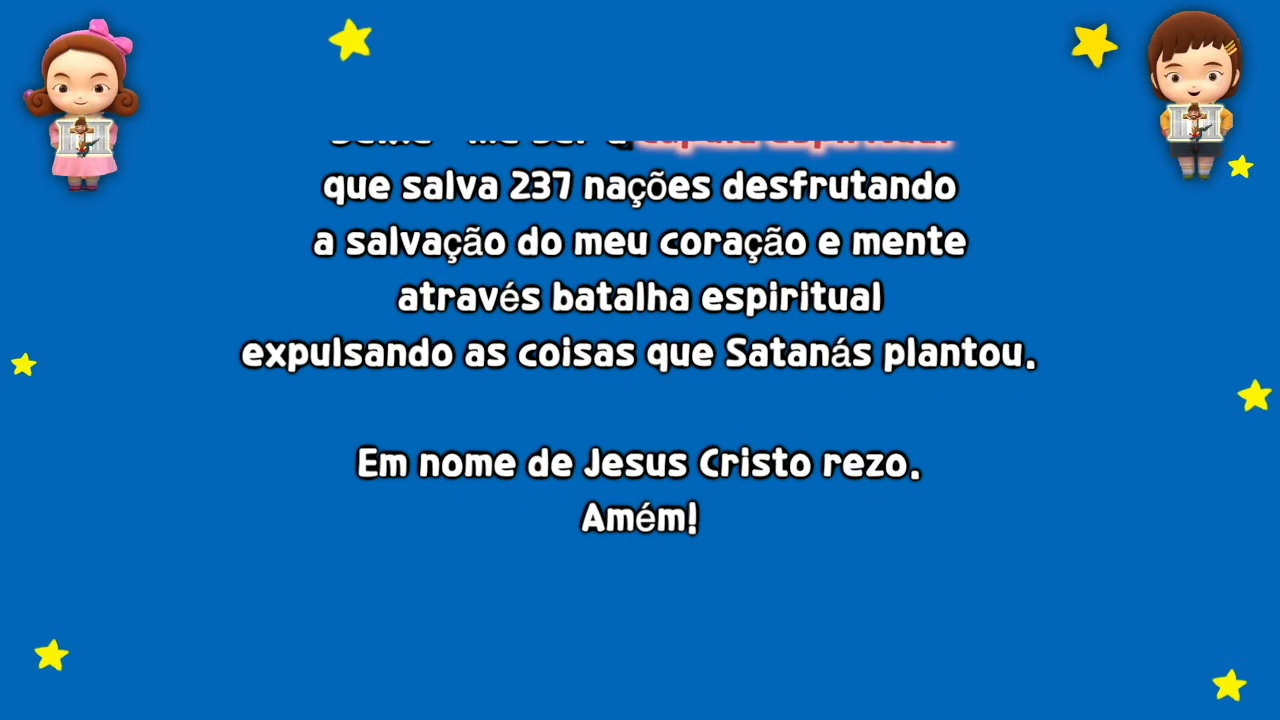 que salva 237 nações desfrutando
a salvação do meu coração e mente
através batalha espiritual
expulsando as coisas que Satanás plantou.
Em nome de Jesus Cristo rezo.
Amém!